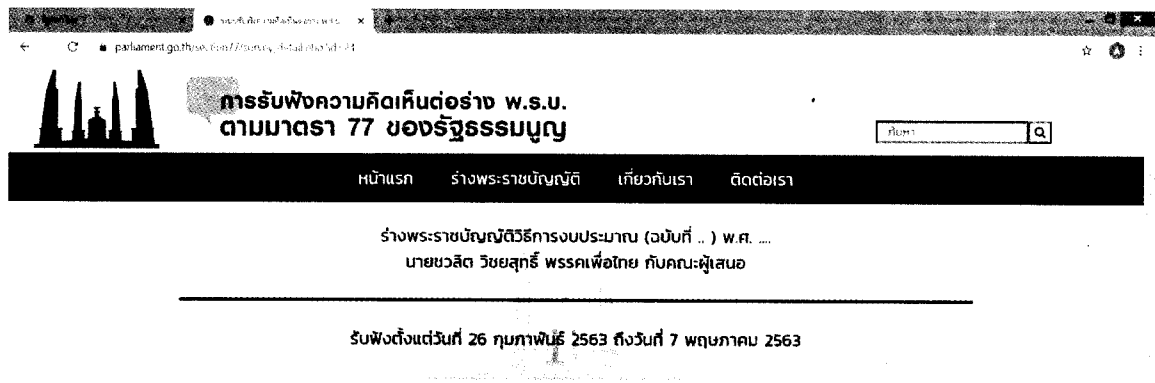 parliament.go.th/section77/survey_detail.php?id=
การรับฟังความคิดเห็นต่อร่าง พ.ร.บ.
ตามมาตรา 77 ของรัฐธรรมนูญ
ค้นหา
หน้าแรก ร่างพระราชบัญญัติ เกี่ยวกับเรา ติดต่อเรา
ร่างพระราชบัญญัติวิธีการงบประมาณ (ฉบับที่ .. ) พ.ศ. ....
นายชวลิต วิชยสุทธิ์ พรรคเพื่อไทย กับคณะผู้เสนอ
รับฟังตั้งแต่วันที่ 26 กุมภาพันธ์ 2563 ถึงวันที่ 7 พฤษภาคม 2563